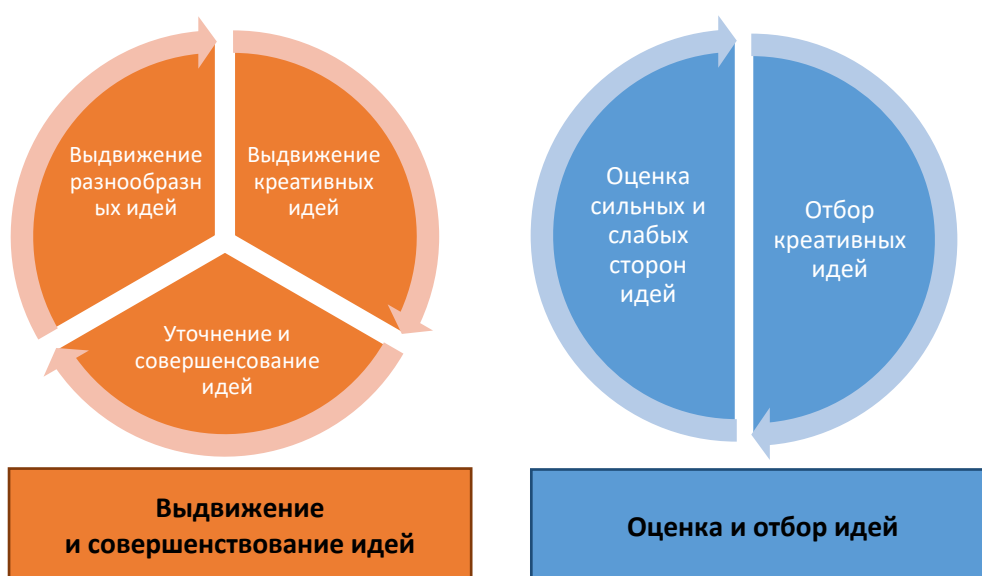 Выдвижение
разнообразн
ых идей
Выдвижение
креативных
идей
Уточнение и
совершенсование
идей
Выдвижение
и совершенствование идей
Оценка
сильных и
слабых
сторон
идей
Отбор
креативных
идей
Оценка и отбор идей